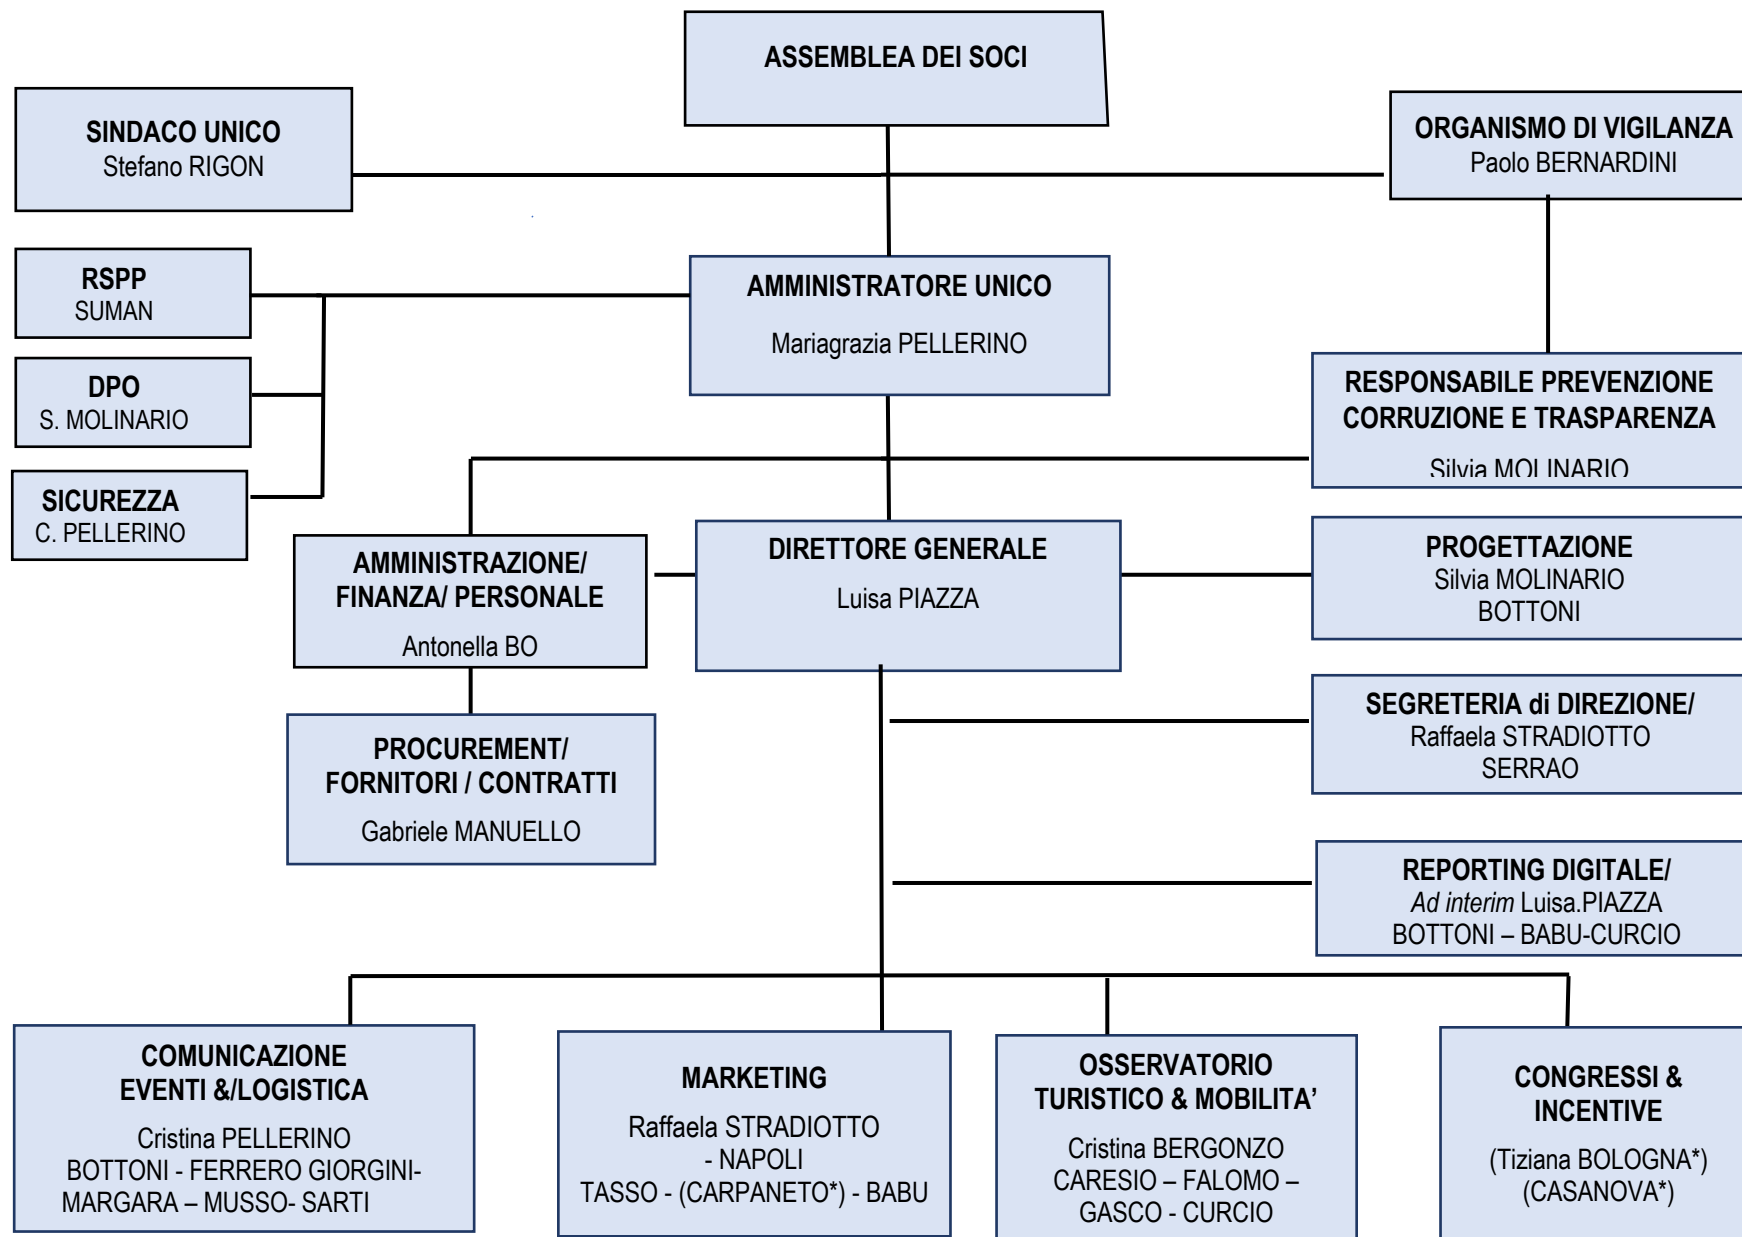 ASSEMBLEA DEI SOCI
SINDACO UNICO
Stefano RIGON
ORGANISMO DI VIGILANZA
Paolo BERNARDINI
RSPP
SUMAN
AMMINISTRATORE UNICO
Mariagrazia PELLERINO
DPO
S. MOLINARIO
RESPONSABILE PREVENZIONE
CORRUZIONE E TRASPARENZA
Silvia MOLINARIO
SICUREZZA
C. PELLERINO
AMMINISTRAZIONE/
FINANZA/ PERSONALE
Antonella BO
DIRETTORE GENERALE
Luisa PIAZZA
PROGETTAZIONE
Silvia MOLINARIO
BOTTONI
PROCUREMENT/
FORNITORI / CONTRATTI
Gabriele MANUELLO
SEGRETERIA di DIREZIONE/
Raffaela STRADIOTTO
SERRAO
REPORTING DIGITALE/
Ad interim Luisa.PIAZZA
BOTTONI – BABU-CURCIO
COMUNICAZIONE
EVENTI &/LOGISTICA
Cristina PELLERINO
BOTTONI - FERRERO GIORGINI-
MARGARA – MUSSO- SARTI
MARKETING
Raffaela STRADIOTTO
- NAPOLI
TASSO - (CARPANETO*) - BABU
OSSERVATORIO
TURISTICO & MOBILITA’
Cristina BERGONZO
CARESIO – FALOMO –
GASCO - CURCIO
CONGRESSI &
INCENTIVE
(Tiziana BOLOGNA*)
(CASANOVA*)